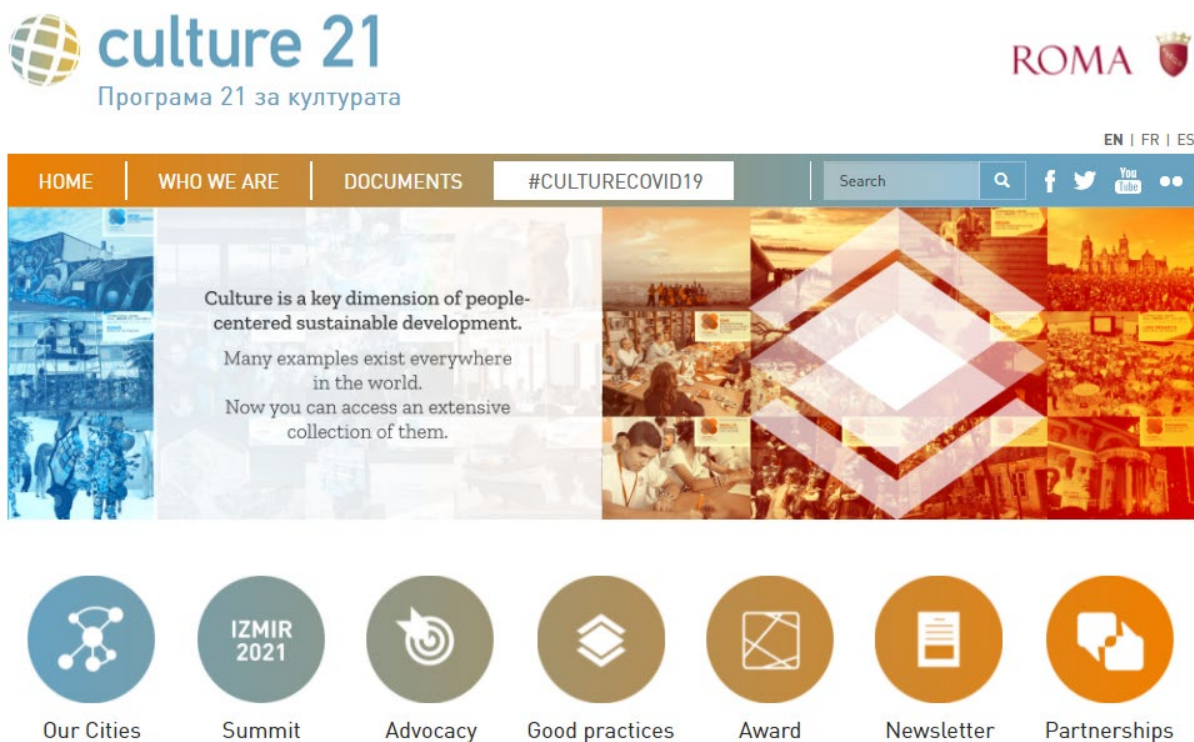 culture 21
Програма 21 за културата
ROMA
EN | FR | ES
HOME
WHO WE ARE
DOCUMENTS
#CULTURECOVID19
Search
You
Tube
Culture is a key dimension of people-
centered sustainable development.
Many examples exist everywhere
in the world.
Now you can access an extensive
collection of them.
IZMIR
2021
Our Cities
Summit
Advocacy
Good practices
Award
Newsletter
Partnerships